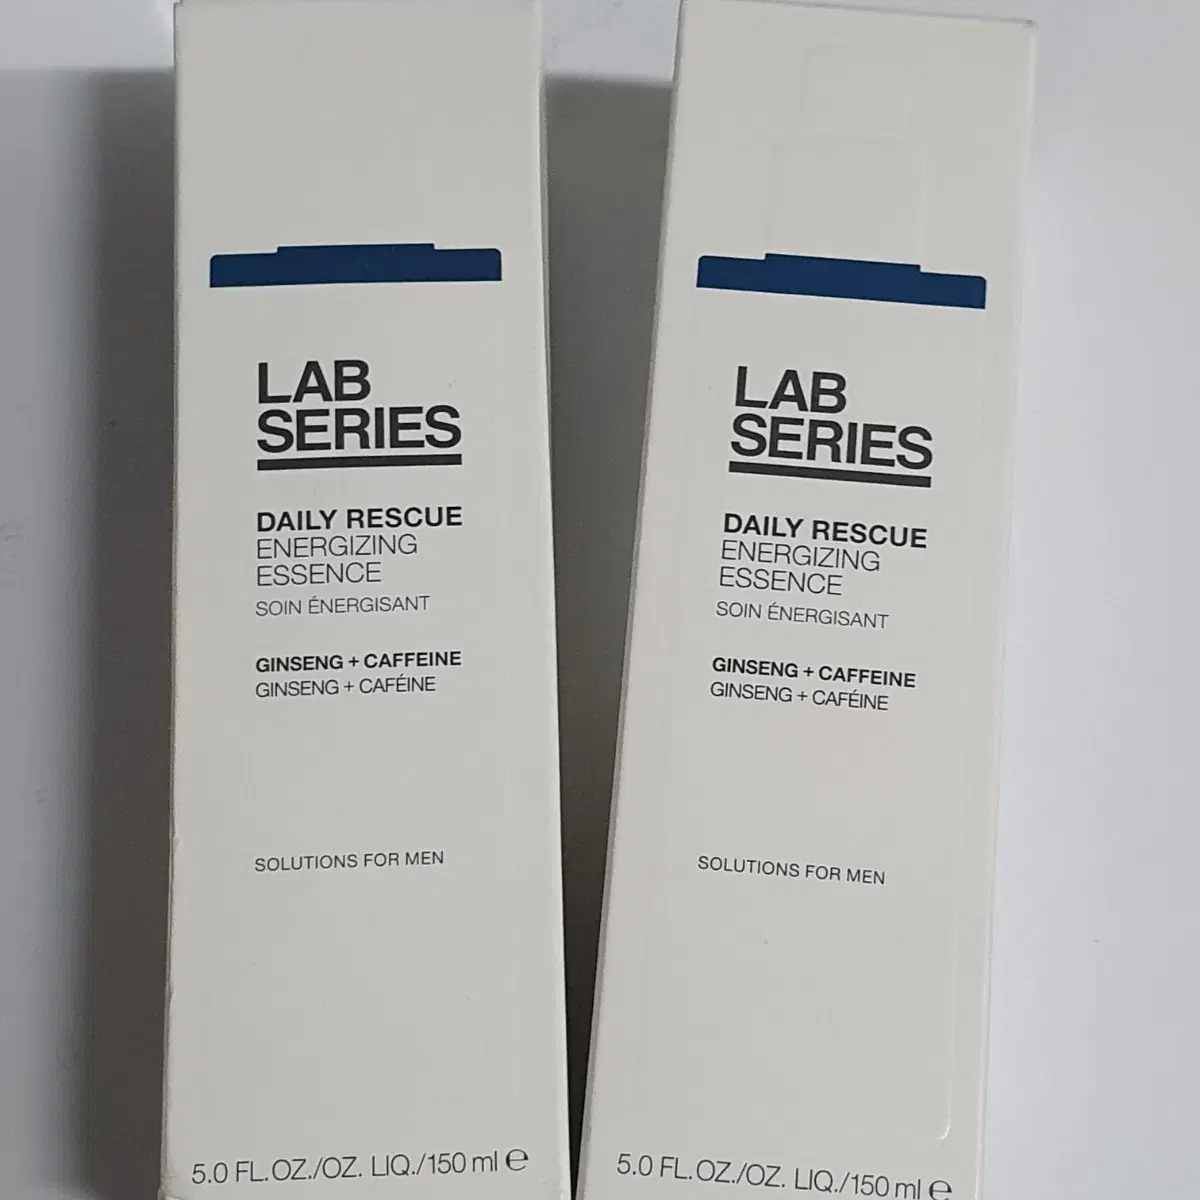 LAB
SERIES
DAILY RESCUE
ENERGIZING
ESSENCE
SOIN ÉNERGISANT
GINSENG + CAFFEINE
GINSENG + CAFÉINE
SOLUTIONS FOR MEN
5.0 FL.OZ./OZ. LIQ./150 ml ℮
LAB
SERIES
DAILY RESCUE
ENERGIZING
ESSENCE
SOIN ÉNERGISANT
GINSENG + CAFFEINE
GINSENG + CAFÉINE
SOLUTIONS FOR MEN
5.0 FL.OZ./OZ. LIQ./150 ml ℮